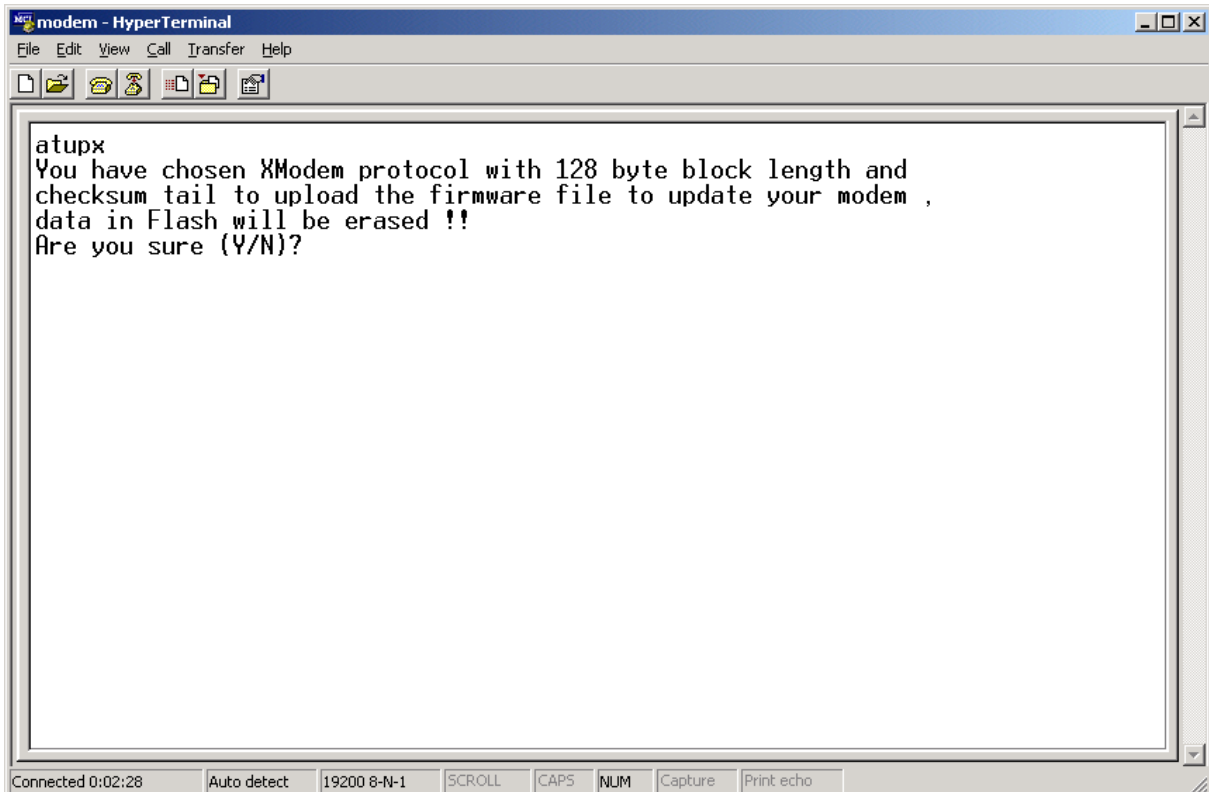 modem - HyperTerminal
File Edit View Call Transfer Help
atupx
You have chosen XModem protocol with 128 byte block length and
checksum tail to upload the firmware file to update your modem ,
data in Flash will be erased !!
Are you sure (Y/N)?
Connected 0:02:28 Auto detect 19200 8-N-1 SCROLL CAPS NUM Capture Print echo